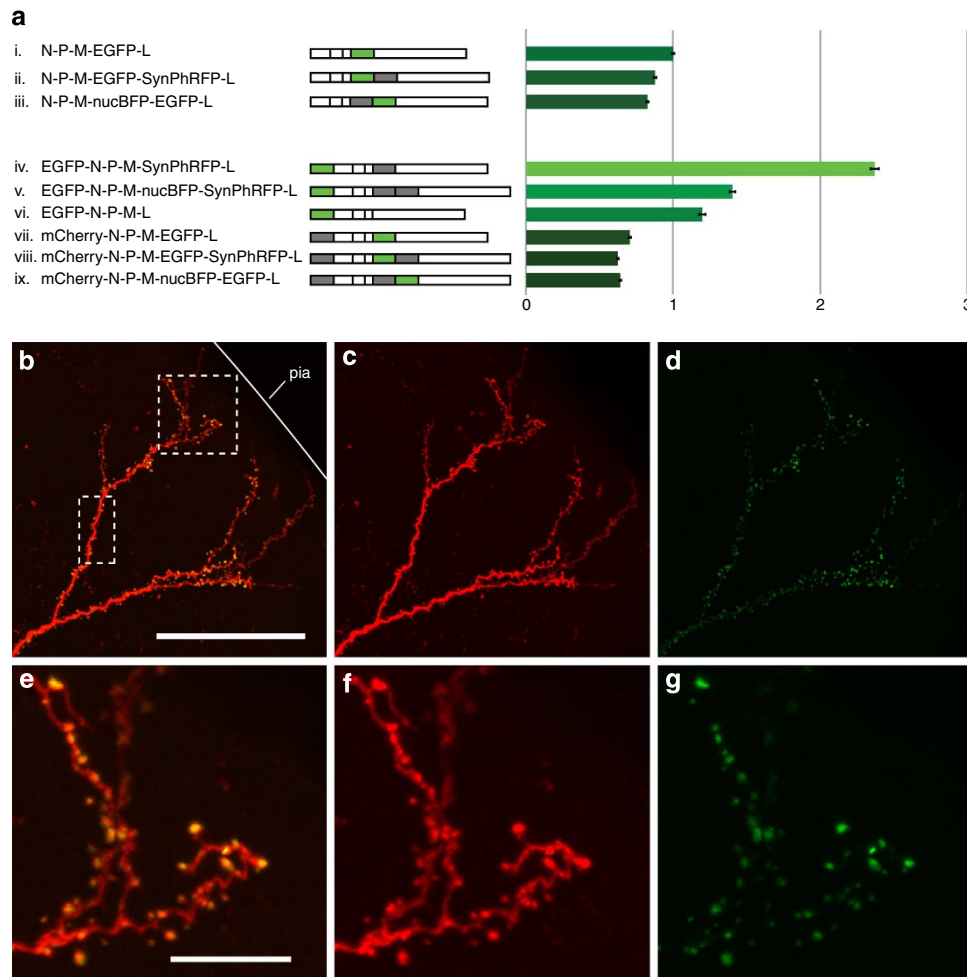 a
i. N-P-M-EGFP-L
ii. N-P-M-EGFP-SynPhRFP-L
iii. N-P-M-nucBFP-EGFP-L
iv. EGFP-N-P-M-SynPhRFP-L
v. EGFP-N-P-M-nucBFP-SynPhRFP-L
vi. EGFP-N-P-M-L
vii. mCherry-N-P-M-EGFP-L
viii. mCherry-N-P-M-EGFP-SynPhRFP-L
ix. mCherry-N-P-M-nucBFP-EGFP-L
0 1 2 3
b
pia
c
d
e
f
g